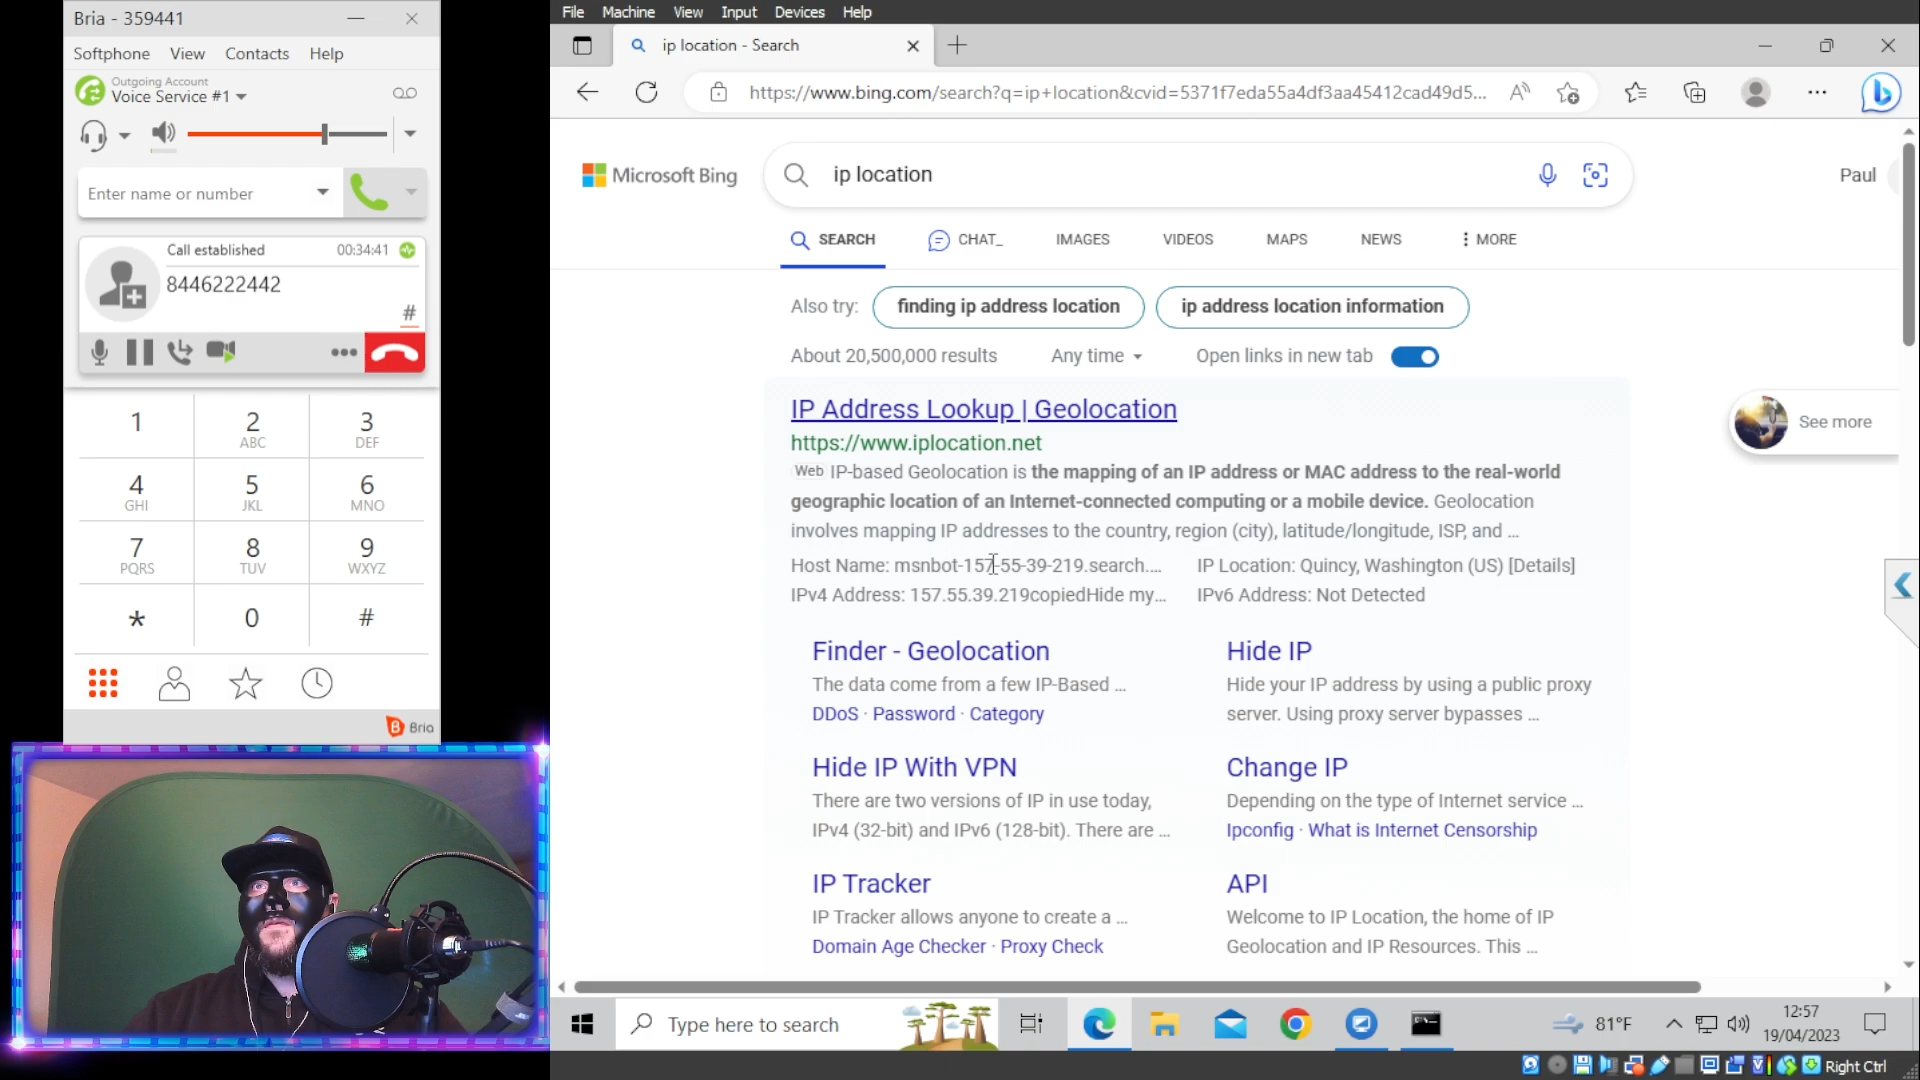 Bria - 359441
Softphone View Contacts Help
Outgoing Account
Voice Service #1
Enter name or number
Call established 00:34:41
8446222442
#
1
2
ABC
3
DEF
4
GHI
5
JKL
6
MNO
7
PQRS
8
TUV
9
WXYZ
*
0
#
Bria
File Machine View Input Devices Help
ip location - Search
https://www.bing.com/search?q=ip+location&cvid=5371f7eda55a4df3aa45412cad49d5...
Microsoft Bing
ip location
Paul
SEARCH CHAT_ IMAGES VIDEOS MAPS NEWS MORE
Also try: finding ip address location ip address location information
About 20,500,000 results Any time Open links in new tab
IP Address Lookup | Geolocation
https://www.iplocation.net
Web IP-based Geolocation is the mapping of an IP address or MAC address to the real-world
geographic location of an Internet-connected computing or a mobile device. Geolocation
involves mapping IP addresses to the country, region (city), latitude/longitude, ISP, and ...
Host Name: msnbot-157-55-39-219.search.... IP Location: Quincy, Washington (US) [Details]
IPv4 Address: 157.55.39.219copiedHide my... IPv6 Address: Not Detected
See more
Finder - Geolocation
The data come from a few IP-Based ...
DDoS · Password · Category
Hide IP
Hide your IP address by using a public proxy
server. Using proxy server bypasses ...
Hide IP With VPN
There are two versions of IP in use today,
IPv4 (32-bit) and IPv6 (128-bit). There are ...
Change IP
Depending on the type of Internet service ...
Ipconfig · What is Internet Censorship
IP Tracker
IP Tracker allows anyone to create a ...
Domain Age Checker · Proxy Check
API
Welcome to IP Location, the home of IP
Geolocation and IP Resources. This ...
Type here to search
81°F
12:57
19/04/2023
Right Ctrl